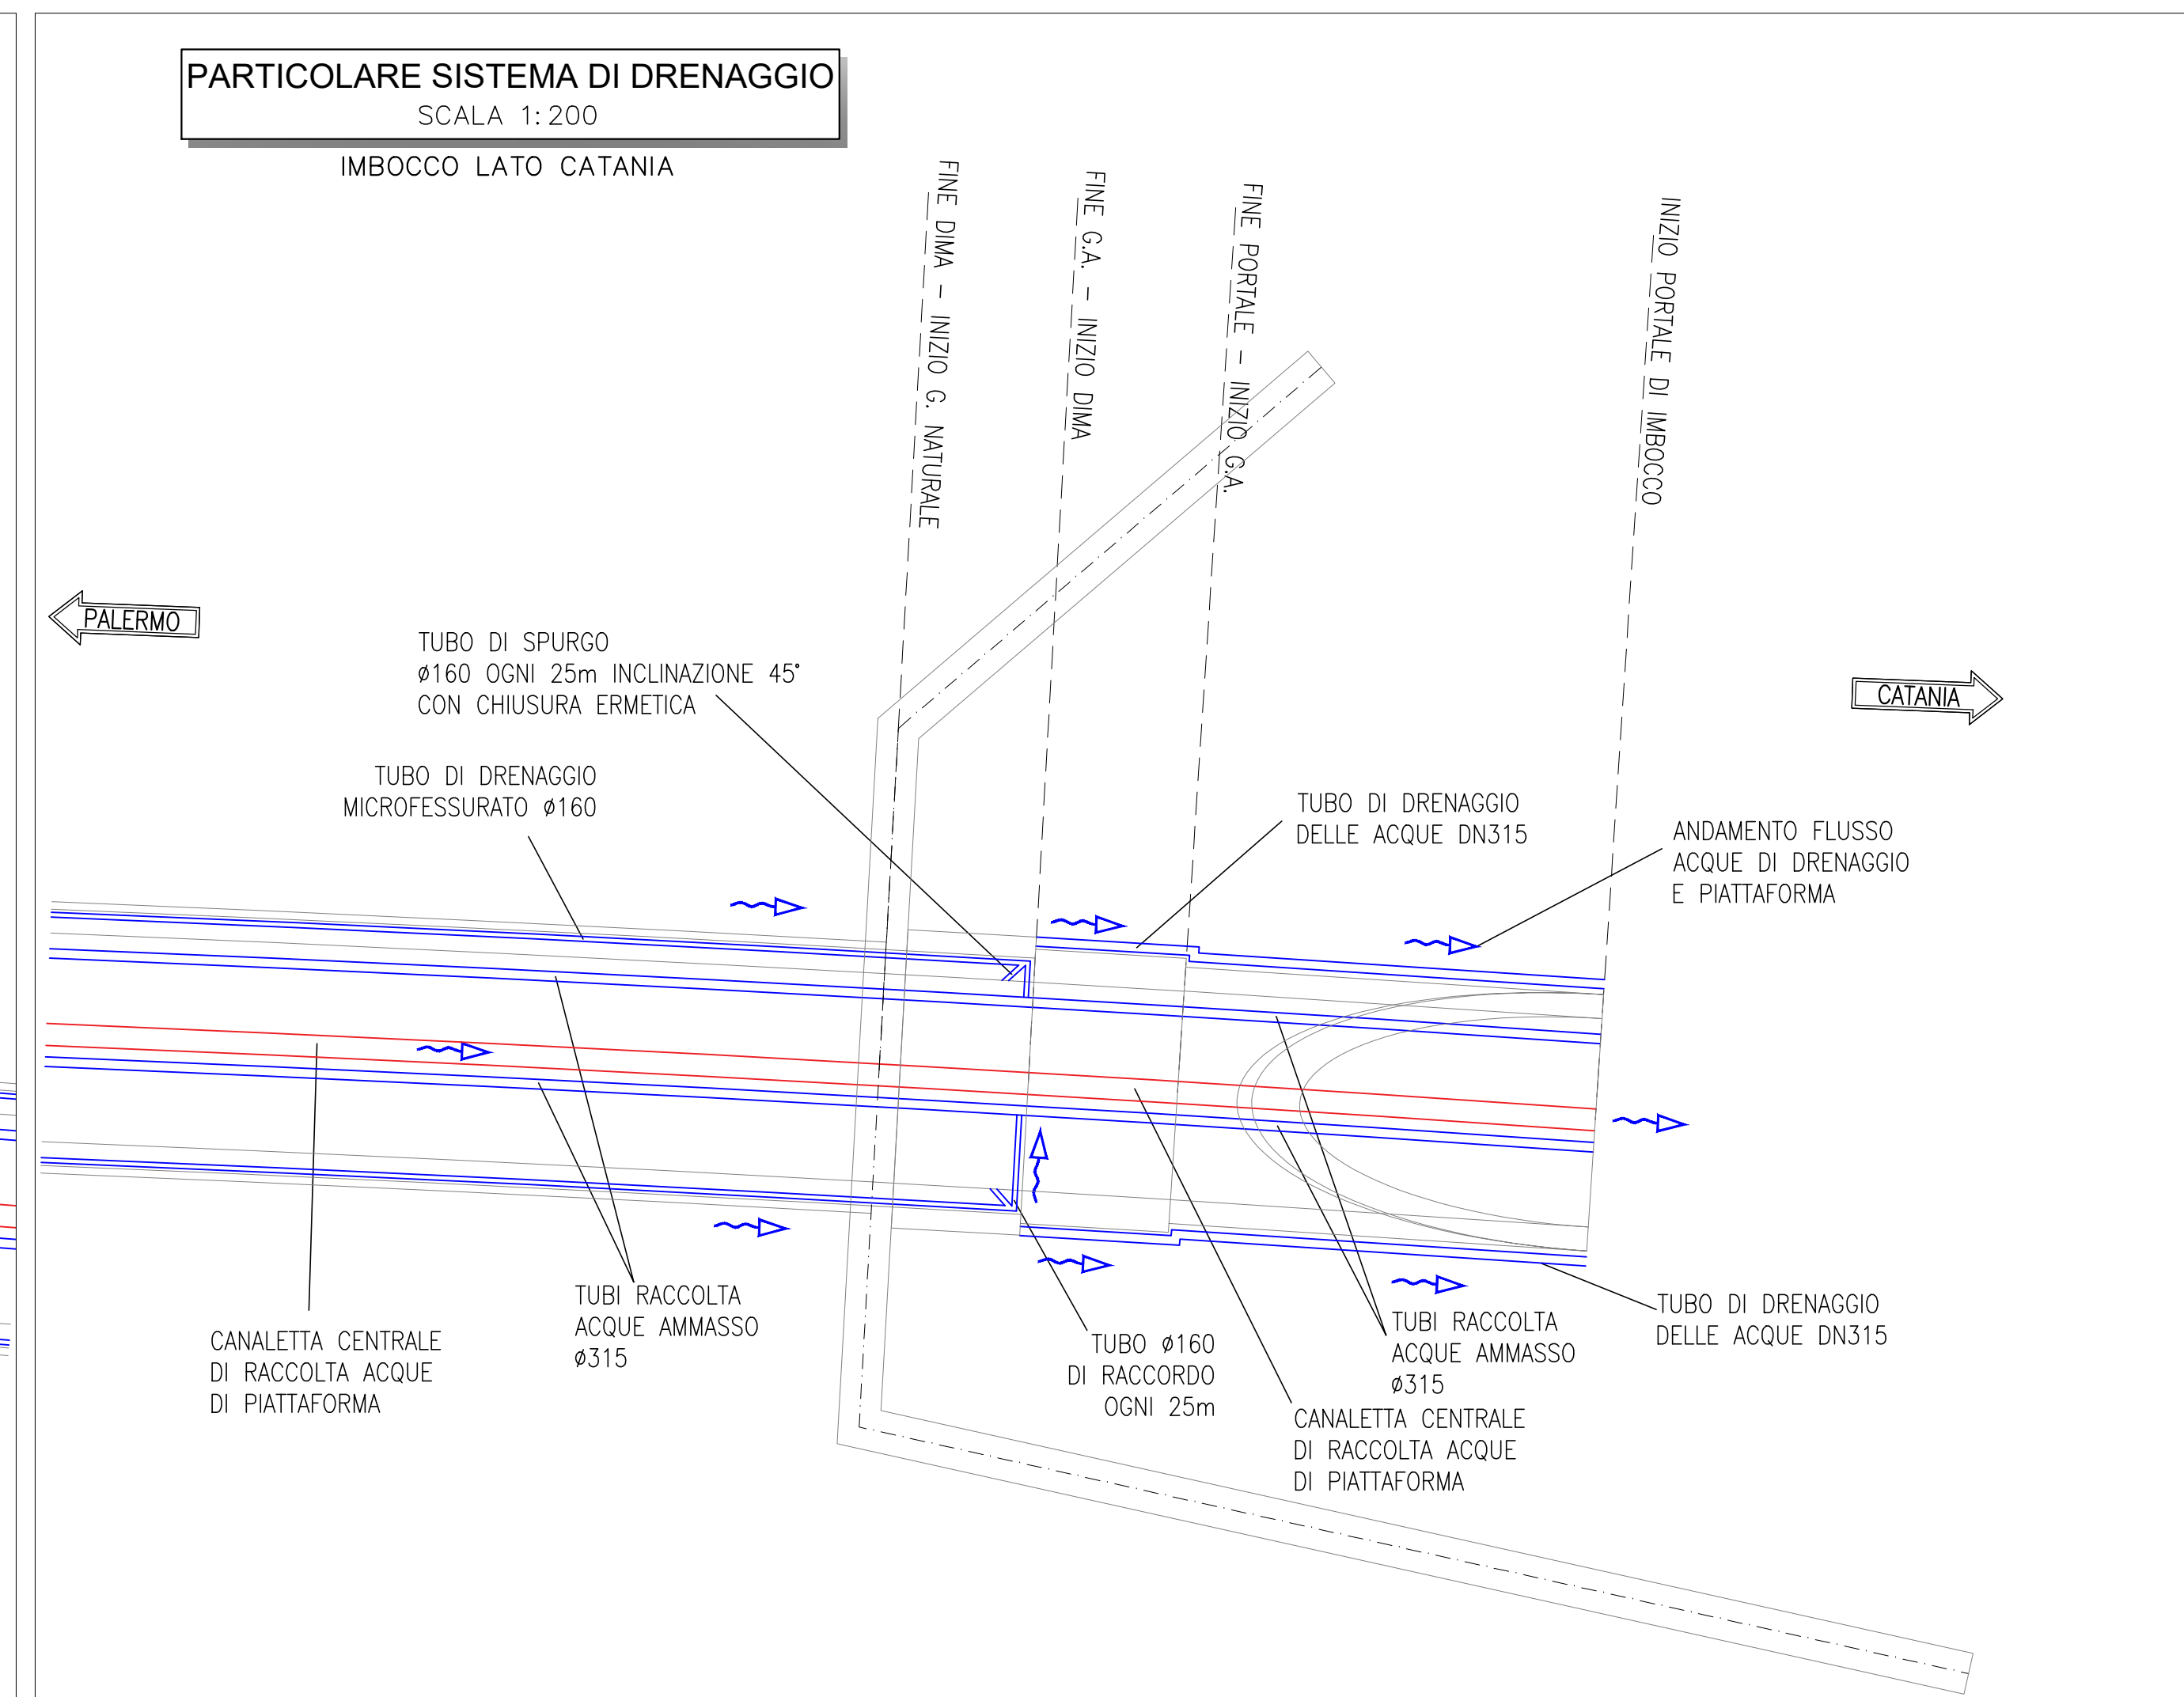 PARTICOLARE SISTEMA DI DRENAGGIO
SCALA 1:200
IMBOCCO LATO CATANIA
FINE DIMA - INIZIO G. NATURALE
FINE G.A. - INIZIO DIMA
FINE PORTALE - INIZIO G.A.
INIZIO PORTALE DI IMBOCCO
PALERMO
CATANIA
TUBO DI SPURGO
ø160 OGNI 25m INCLINAZIONE 45°
CON CHIUSURA ERMETICA
TUBO DI DRENAGGIO
MICROFESSURATO ø160
TUBO DI DRENAGGIO
DELLE ACQUE DN315
ANDAMENTO FLUSSO
ACQUE DI DRENAGGIO
E PIATTAFORMA
CANALETTA CENTRALE
DI RACCOLTA ACQUE
DI PIATTAFORMA
TUBI RACCOLTA
ACQUE AMMASSO
ø315
TUBO ø160
DI RACCORDO
OGNI 25m
TUBI RACCOLTA
ACQUE AMMASSO
ø315
CANALETTA CENTRALE
DI RACCOLTA ACQUE
DI PIATTAFORMA
TUBO DI DRENAGGIO
DELLE ACQUE DN315